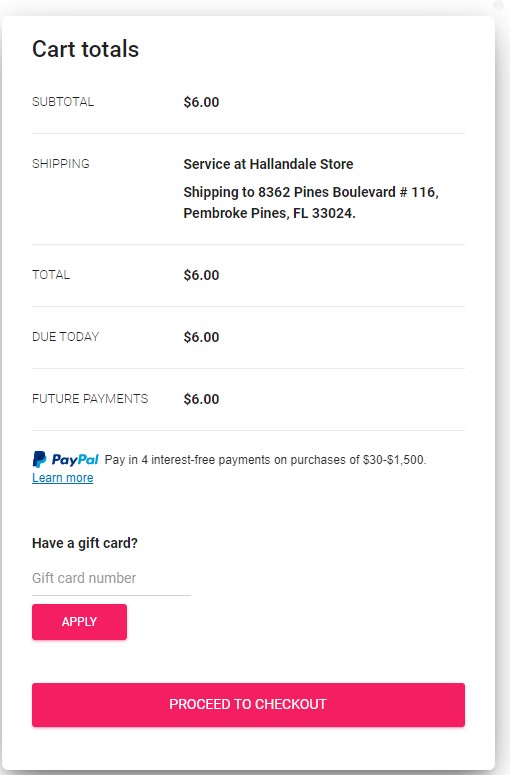 Cart totals
SUBTOTAL $6.00
SHIPPING Service at Hallandale Store
Shipping to 8362 Pines Boulevard # 116,
Pembroke Pines, FL 33024.
TOTAL $6.00
DUE TODAY $6.00
FUTURE PAYMENTS $6.00
PayPal Pay in 4 interest-free payments on purchases of $30-$1,500.
Learn more
Have a gift card?
Gift card number
APPLY
PROCEED TO CHECKOUT